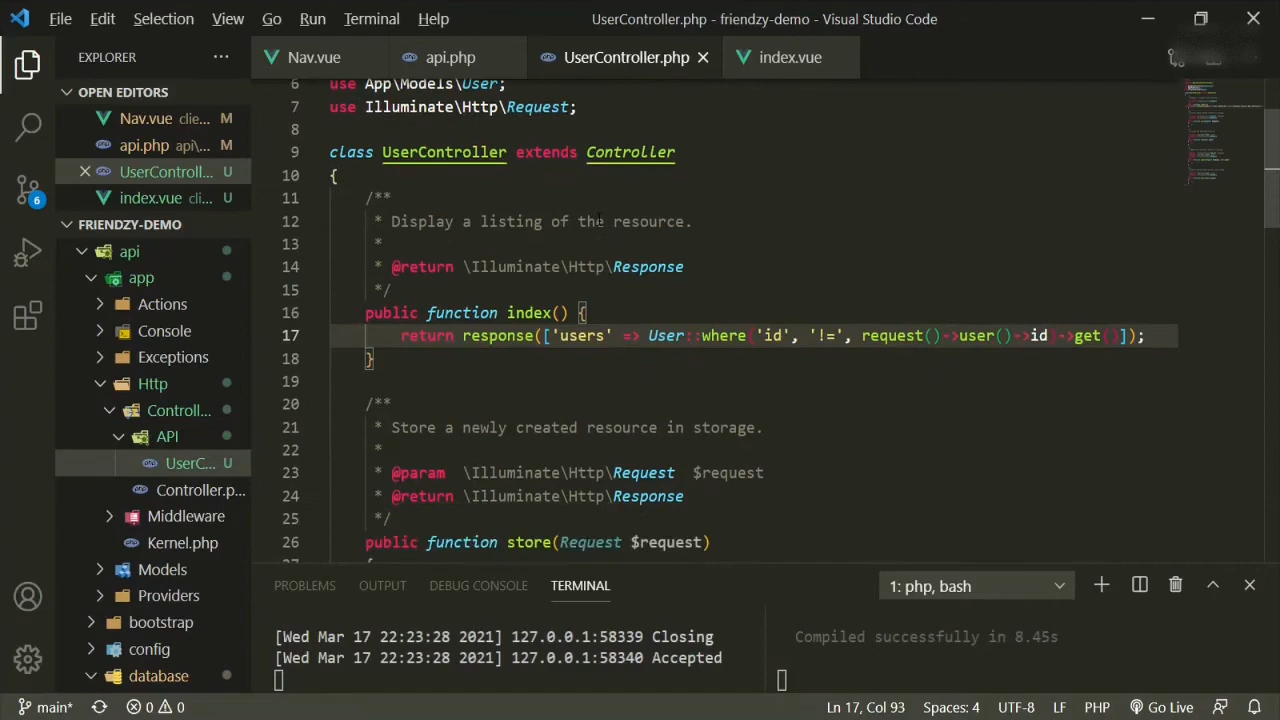 File Edit Selection View Go Run Terminal Help UserController.php - friendzy-demo - Visual Studio Code
EXPLORER ...
Nav.vue api.php UserController.php index.vue
OPEN EDITORS
Nav.vue clie... M
api.php api\... M
UserControll... U
index.vue cli... U
FRIENDZY-DEMO
api
app
Actions
Console
Exceptions
Http
Controll...
API
UserC... U
Controller.p...
Middleware
Kernel.php
Models
Providers
bootstrap
config
database
6 use App\Models\User;
7 use Illuminate\Http\Request;
8
9 class UserController extends Controller
10 {
11 /**
12 * Display a listing of the resource.
13 *
14 * @return \Illuminate\Http\Response
15 */
16 public function index() {
17 return response(['users' => User::where('id', '!=', request()->user()->id)->get()]);
18 }
19
20 /**
21 * Store a newly created resource in storage.
22 *
23 * @param \Illuminate\Http\Request $request
24 * @return \Illuminate\Http\Response
25 */
26 public function store(Request $request)
27 {
PROBLEMS OUTPUT DEBUG CONSOLE TERMINAL 1: php, bash
[Wed Mar 17 22:23:28 2021] 127.0.0.1:58339 Closing
[Wed Mar 17 22:23:28 2021] 127.0.0.1:58340 Accepted
Compiled successfully in 8.45s
6
main* 0 0 Ln 17, Col 93 Spaces: 4 UTF-8 LF PHP Go Live